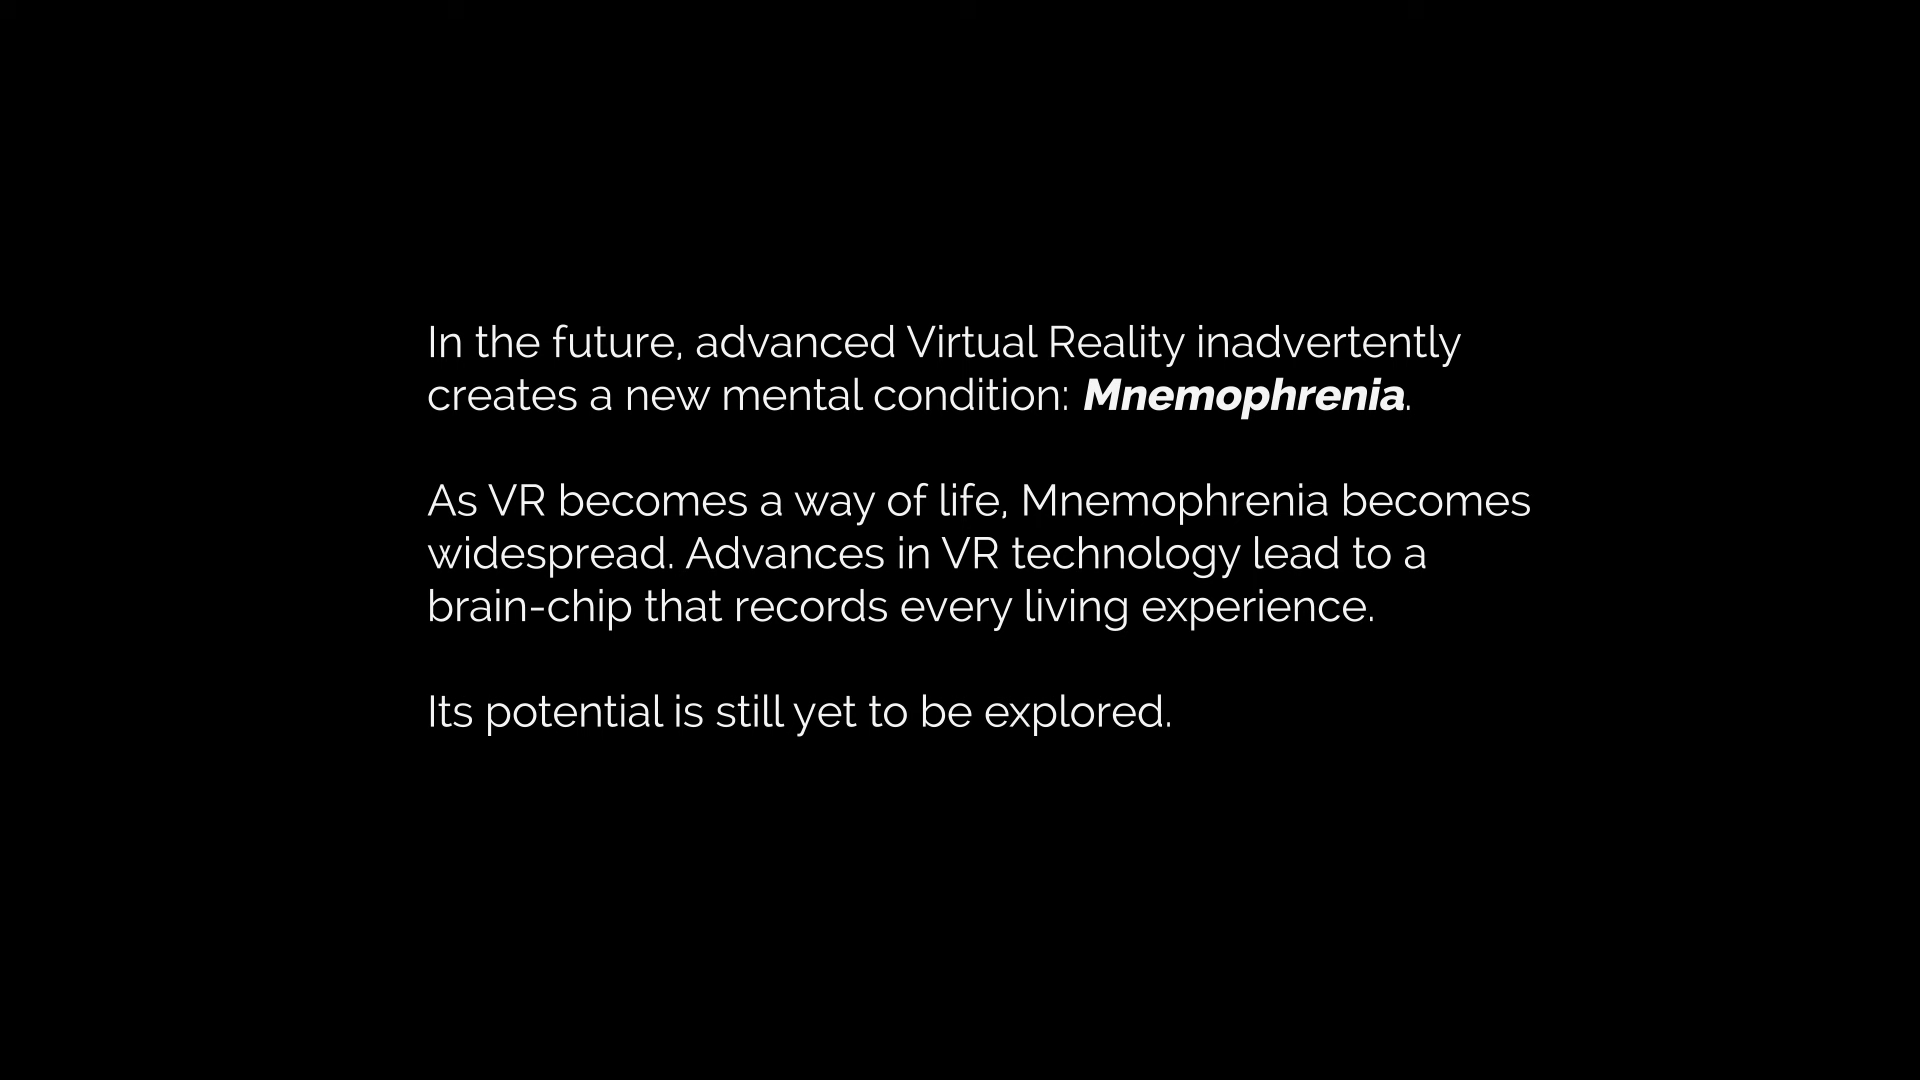 In the future, advanced Virtual Reality inadvertently
creates a new mental condition: Mnemophrenia.
As VR becomes a way of life, Mnemophrenia becomes
widespread. Advances in VR technology lead to a
brain-chip that records every living experience.
Its potential is still yet to be explored.